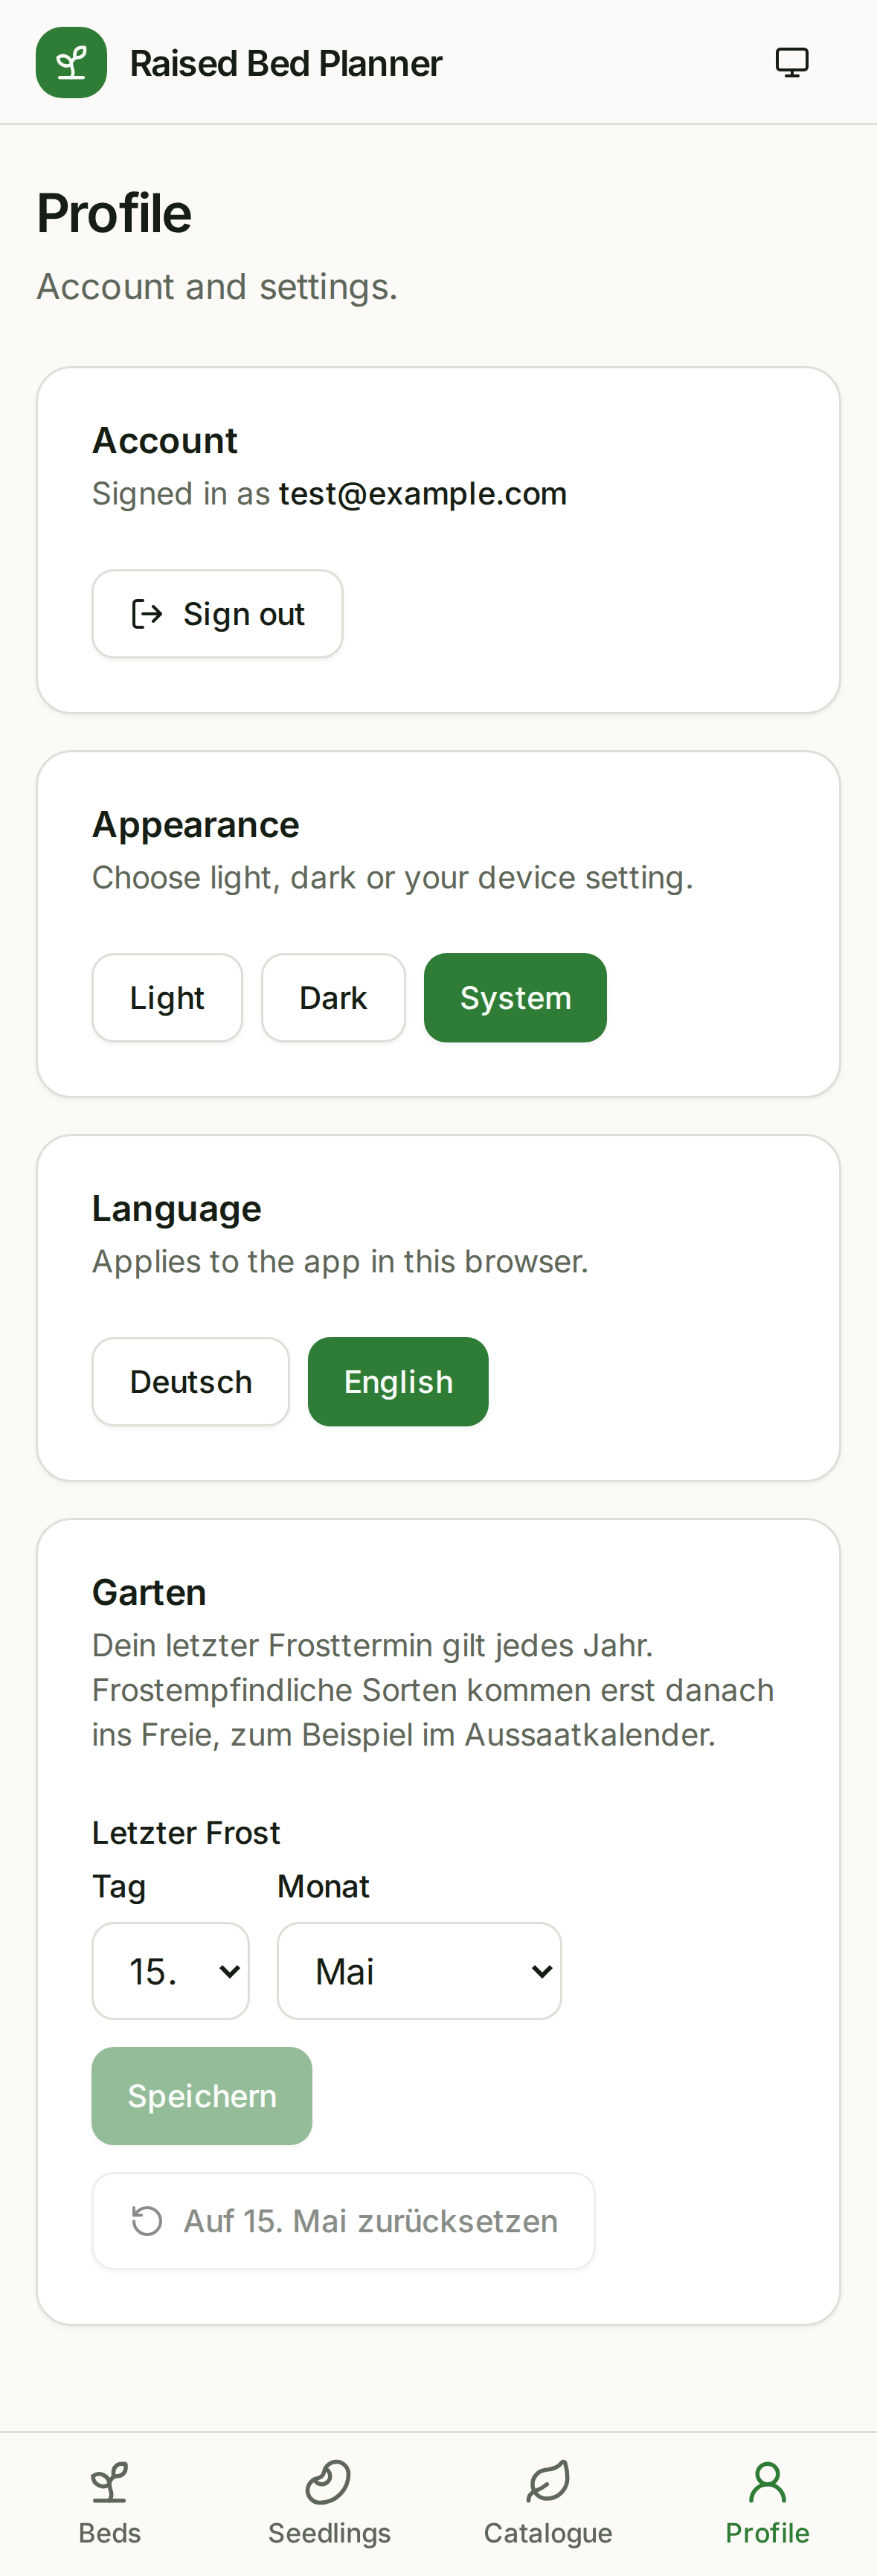 Raised Bed Planner
Profile
Account and settings.
Account
Signed in as test@example.com
Sign out
Appearance
Choose light, dark or your device setting.
Light
Dark
System
Language
Applies to the app in this browser.
Deutsch
English
Garten
Dein letzter Frosttermin gilt jedes Jahr.
Frostempfindliche Sorten kommen erst danach
ins Freie, zum Beispiel im Aussaatkalender.
Letzter Frost
Tag
Monat
15.
Mai
Speichern
Auf 15. Mai zurücksetzen
Beds
Seedlings
Catalogue
Profile